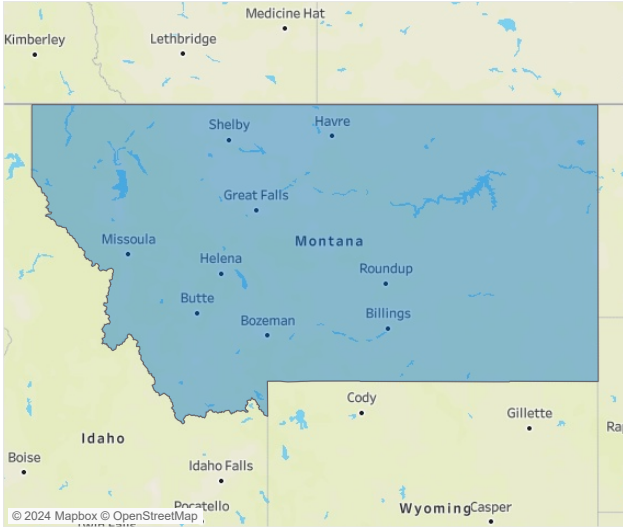 Medicine Hat
Kimberley
Lethbridge
Shelby
Havre
Great Falls
Missoula
Montana
Helena
Roundup
Butte
Billings
Bozeman
Cody
Gillette
Idaho
Ra
Boise
Idaho Falls
Pocatello
Wyoming
Casper
© 2024 Mapbox © OpenStreetMap